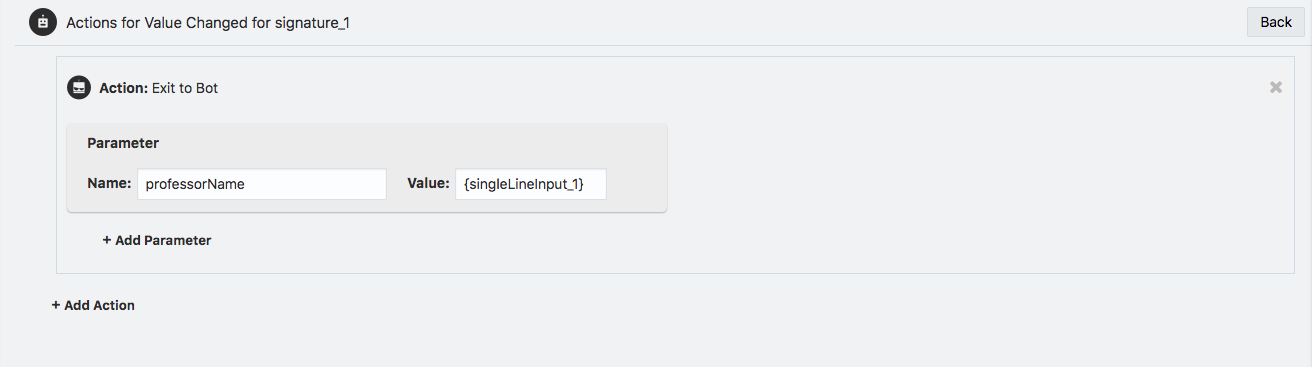 Actions for Value Changed for signature_1 Back
Action: Exit to Bot
Parameter
Name: professorName Value: {singleLineInput_1}
+ Add Parameter
+ Add Action